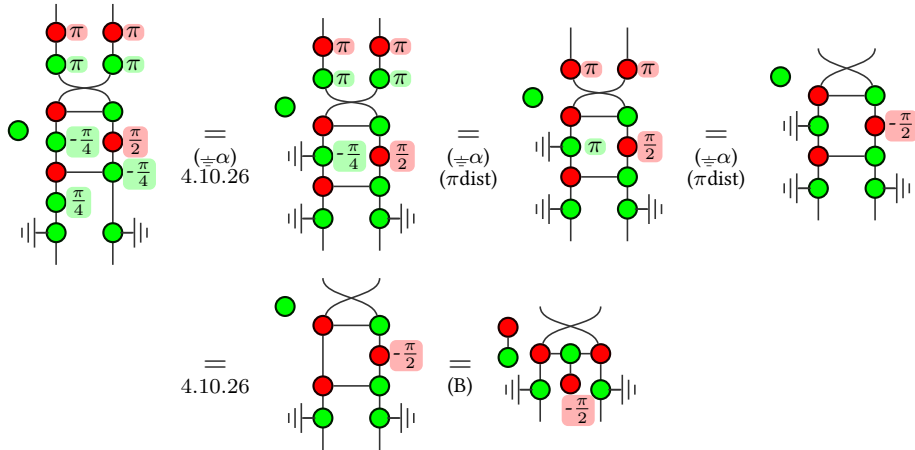 π π π π
π π π π π π
-π/4 π/2 = (⏚α) 4.10.26 -π/4 π/2 = (⏚α) (πdist) π π/2 = (⏚α) (πdist) -π/2
-π/4
π/4
= 4.10.26 -π/2 = (B) -π/2